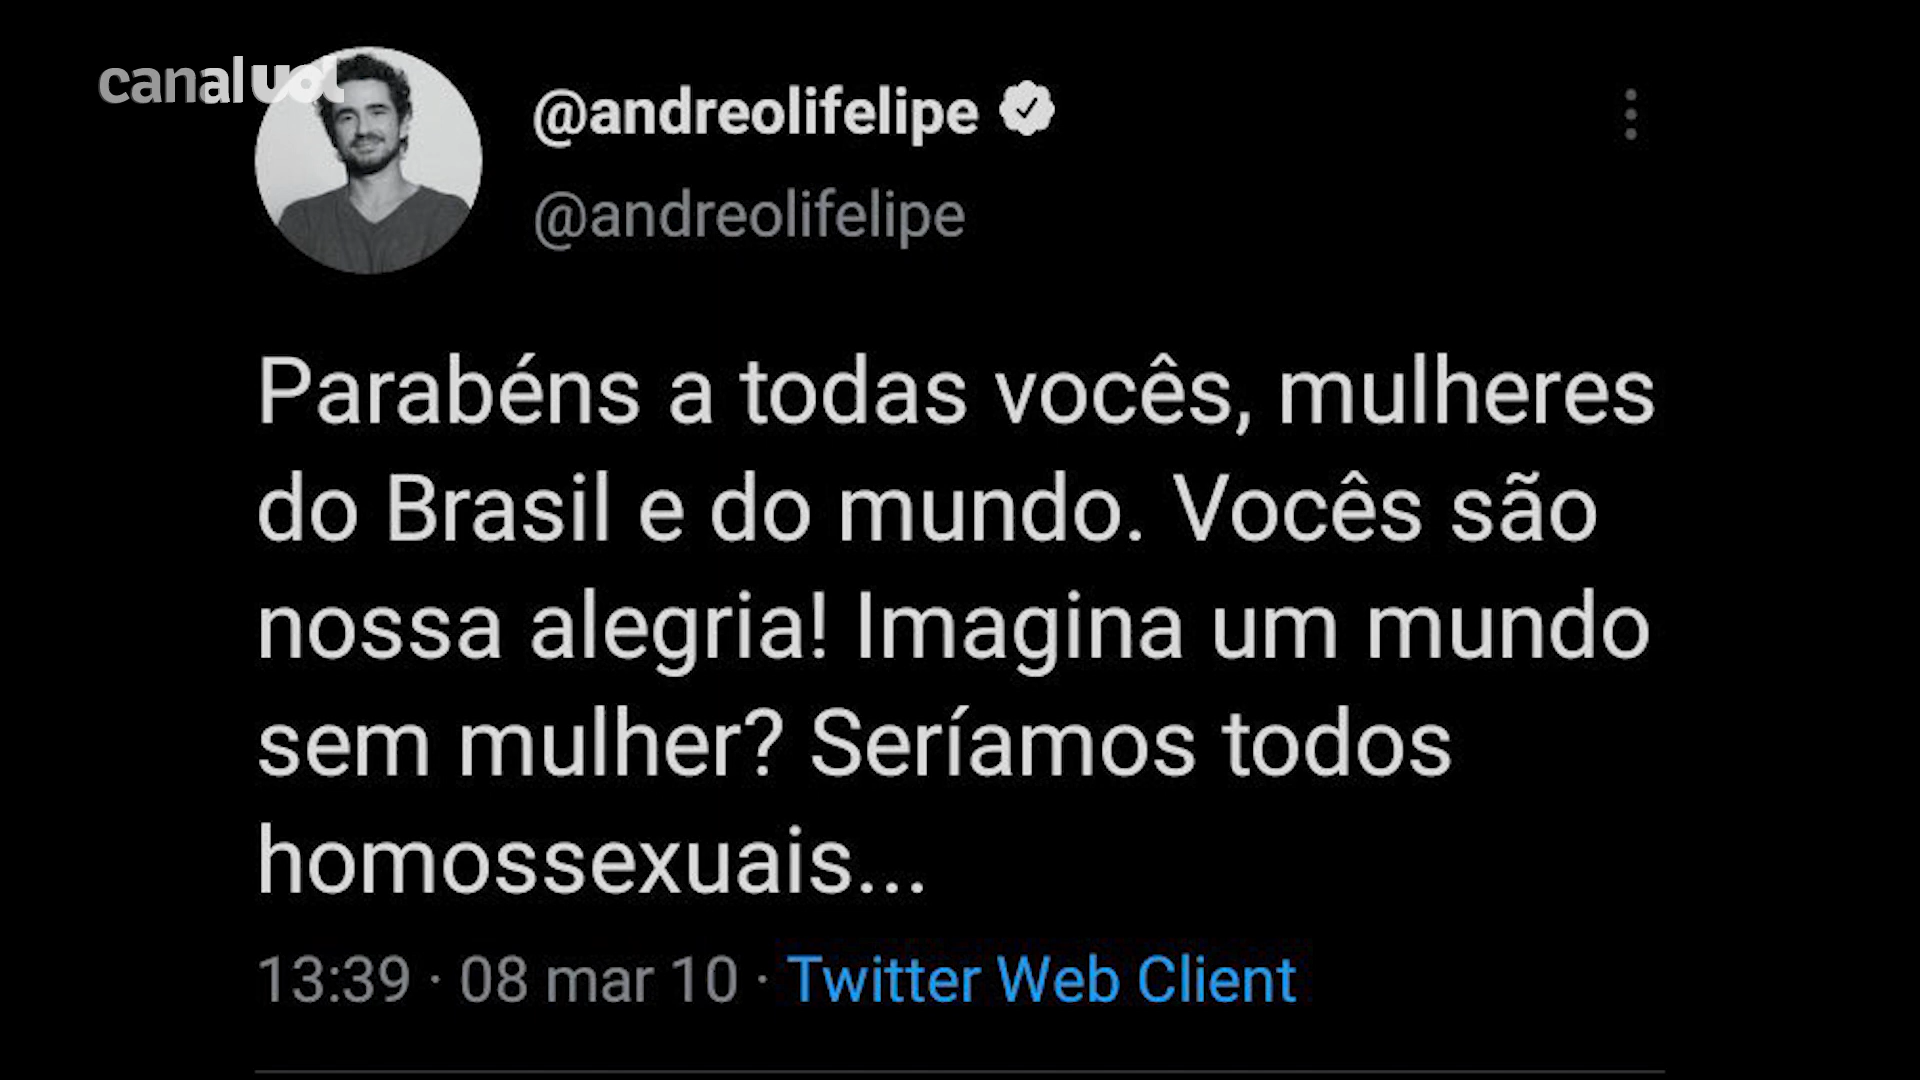 canal uol
@andreolifelipe
@andreolifelipe
Parabéns a todas vocês, mulheres
do Brasil e do mundo. Vocês são
nossa alegria! Imagina um mundo
sem mulher? Seríamos todos
homossexuais...
13:39 · 08 mar 10 · Twitter Web Client